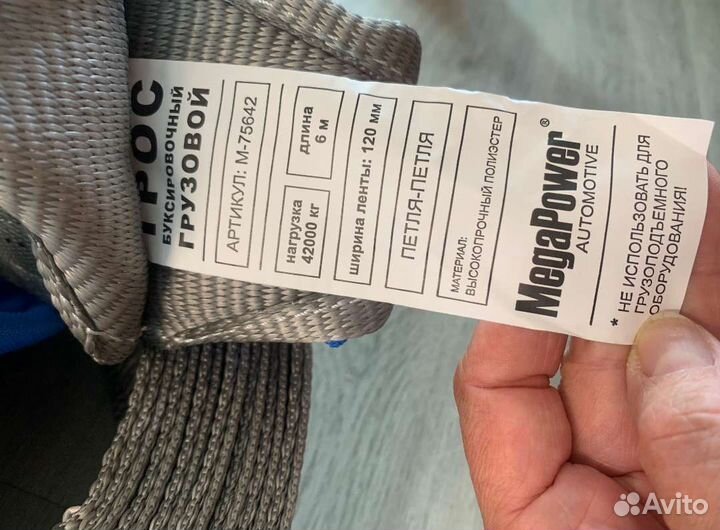 ТРОС
БУКСИРОВОЧНЫЙ
ГРУЗОВОЙ
АРТИКУЛ: М-75642
нагрузка
42000 кг
длина
6 м
ширина ленты: 120 мм
ПЕТЛЯ-ПЕТЛЯ
МАТЕРИАЛ:
ВЫСОКОПРОЧНЫЙ ПОЛИЭСТЕР
MegaPower®
AUTOMOTIVE
* НЕ ИСПОЛЬЗОВАТЬ ДЛЯ
ГРУЗОПОДЪЕМНОГО
ОБОРУДОВАНИЯ!
Avito